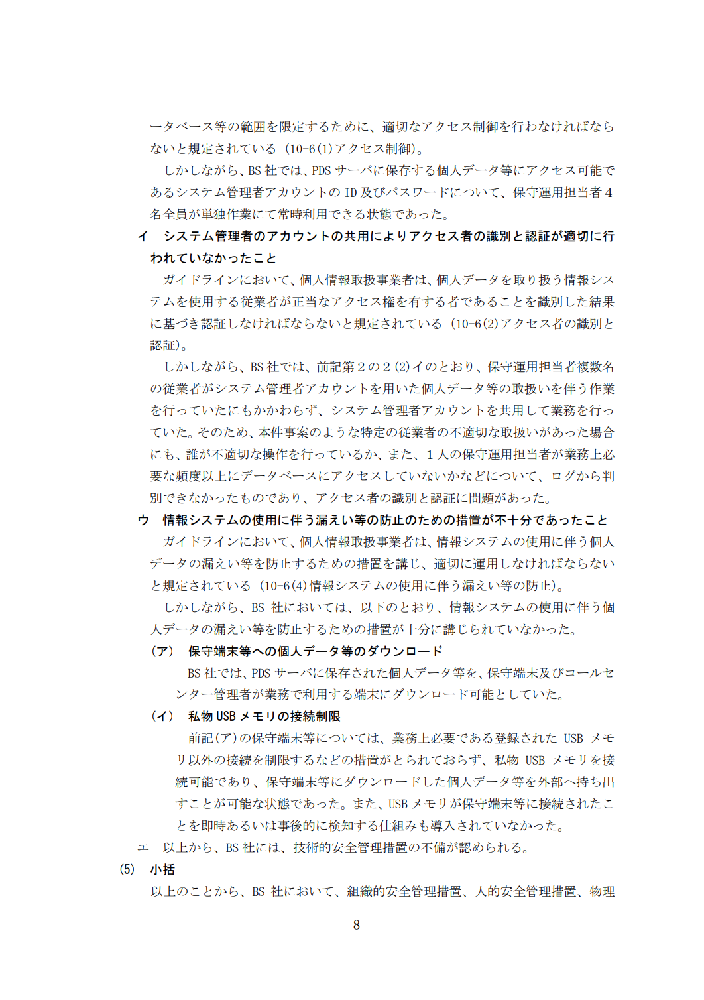 ータベース等の範囲を限定するために、適切なアクセス制御を行わなければなら
ないと規定されている（10-6(1)アクセス制御）。
しかしながら、BS 社では、PDS サーバに保存する個人データ等にアクセス可能で
あるシステム管理者アカウントの ID 及びパスワードについて、保守運用担当者４
名全員が単独作業にて常時利用できる状態であった。
イ　システム管理者のアカウントの共用によりアクセス者の識別と認証が適切に行
われていなかったこと
ガイドラインにおいて、個人情報取扱事業者は、個人データを取り扱う情報シス
テムを使用する従業者が正当なアクセス権を有する者であることを識別した結果
に基づき認証しなければならないと規定されている（10-6(2)アクセス者の識別と
認証）。
しかしながら、BS 社では、前記第２の２(2)イのとおり、保守運用担当者複数名
の従業者がシステム管理者アカウントを用いた個人データ等の取扱いを伴う作業
を行っていたにもかかわらず、システム管理者アカウントを共用して業務を行っ
ていた。そのため、本件事案のような特定の従業者の不適切な取扱いがあった場合
にも、誰が不適切な操作を行っているか、また、１人の保守運用担当者が業務上必
要な頻度以上にデータベースにアクセスしていないかなどについて、ログから判
別できなかったものであり、アクセス者の識別と認証に問題があった。
ウ　情報システムの使用に伴う漏えい等の防止のための措置が不十分であったこと
ガイドラインにおいて、個人情報取扱事業者は、情報システムの使用に伴う個人
データの漏えい等を防止するための措置を講じ、適切に運用しなければならない
と規定されている（10-6(4)情報システムの使用に伴う漏えい等の防止）。
しかしながら、BS 社においては、以下のとおり、情報システムの使用に伴う個
人データの漏えい等を防止するための措置が十分に講じられていなかった。
（ア）　保守端末等への個人データ等のダウンロード
BS 社では、PDS サーバに保存された個人データ等を、保守端末及びコールセ
ンター管理者が業務で利用する端末にダウンロード可能としていた。
（イ）　私物 USB メモリの接続制限
前記(ア)の保守端末等については、業務上必要である登録された USB メモ
リ以外の接続を制限するなどの措置がとられておらず、私物 USB メモリを接
続可能であり、保守端末等にダウンロードした個人データ等を外部へ持ち出
すことが可能な状態であった。また、USB メモリが保守端末等に接続されたこ
とを即時あるいは事後的に検知する仕組みも導入されていなかった。
エ　以上から、BS 社には、技術的安全管理措置の不備が認められる。
(5)　小括
以上のことから、BS 社において、組織的安全管理措置、人的安全管理措置、物理
8